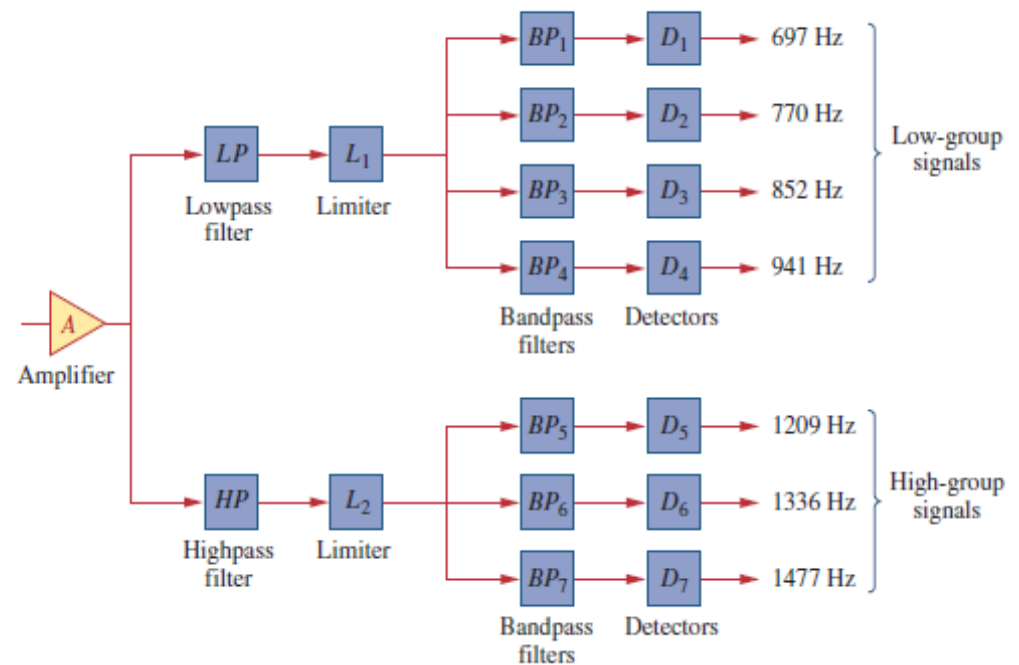 BP₁ D₁ 697 Hz
BP₂ D₂ 770 Hz
Low-group
signals
LP L₁
BP₃ D₃ 852 Hz
Lowpass
filter
Limiter
BP₄ D₄ 941 Hz
Bandpass
filters
Detectors
A
Amplifier
BP₅ D₅ 1209 Hz
High-group
signals
HP L₂ BP₆ D₆ 1336 Hz
Highpass
filter
Limiter
BP₇ D₇ 1477 Hz
Bandpass
filters
Detectors